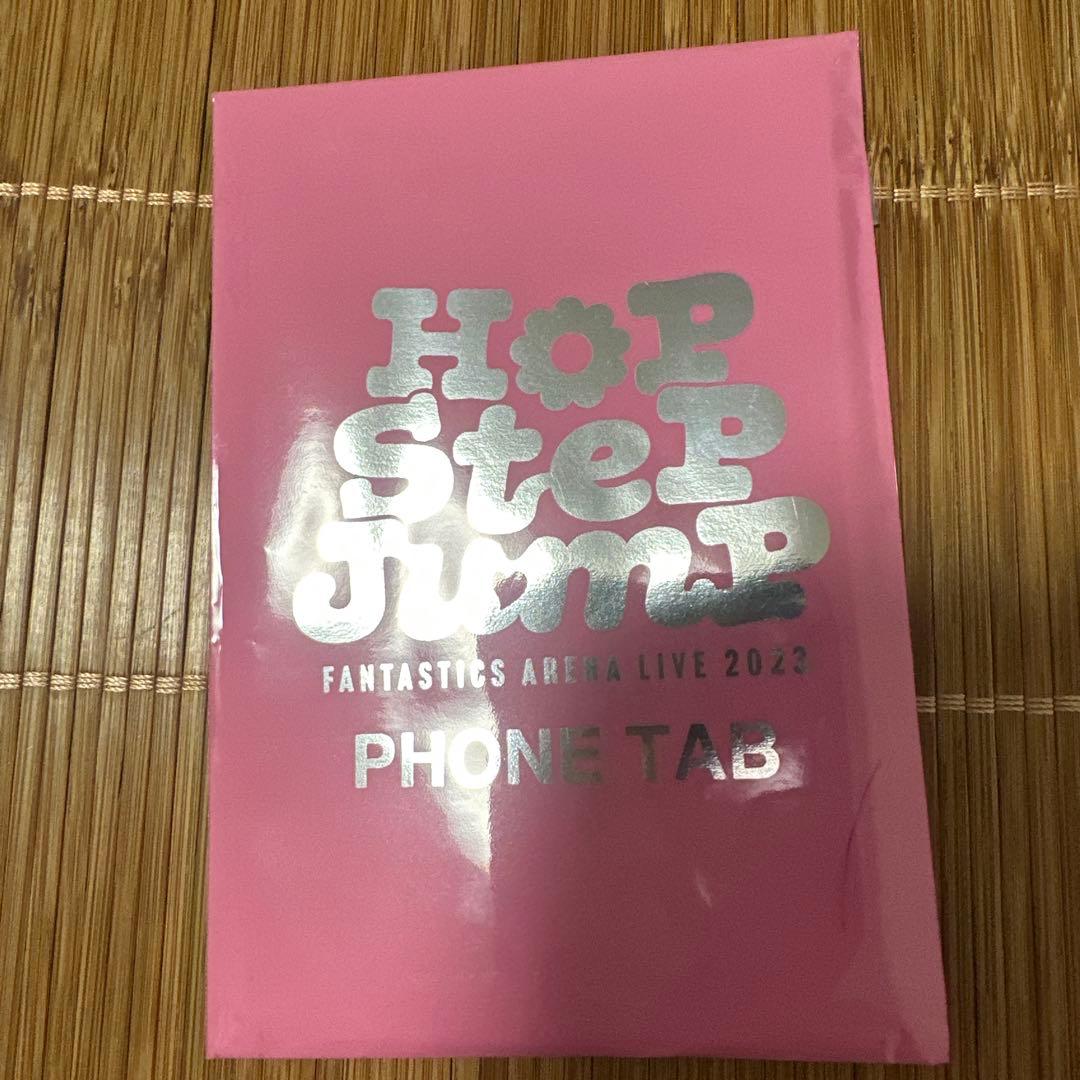 HOP
Step
Jump
FANTASTICS ARENA LIVE 2023
PHONE TAB